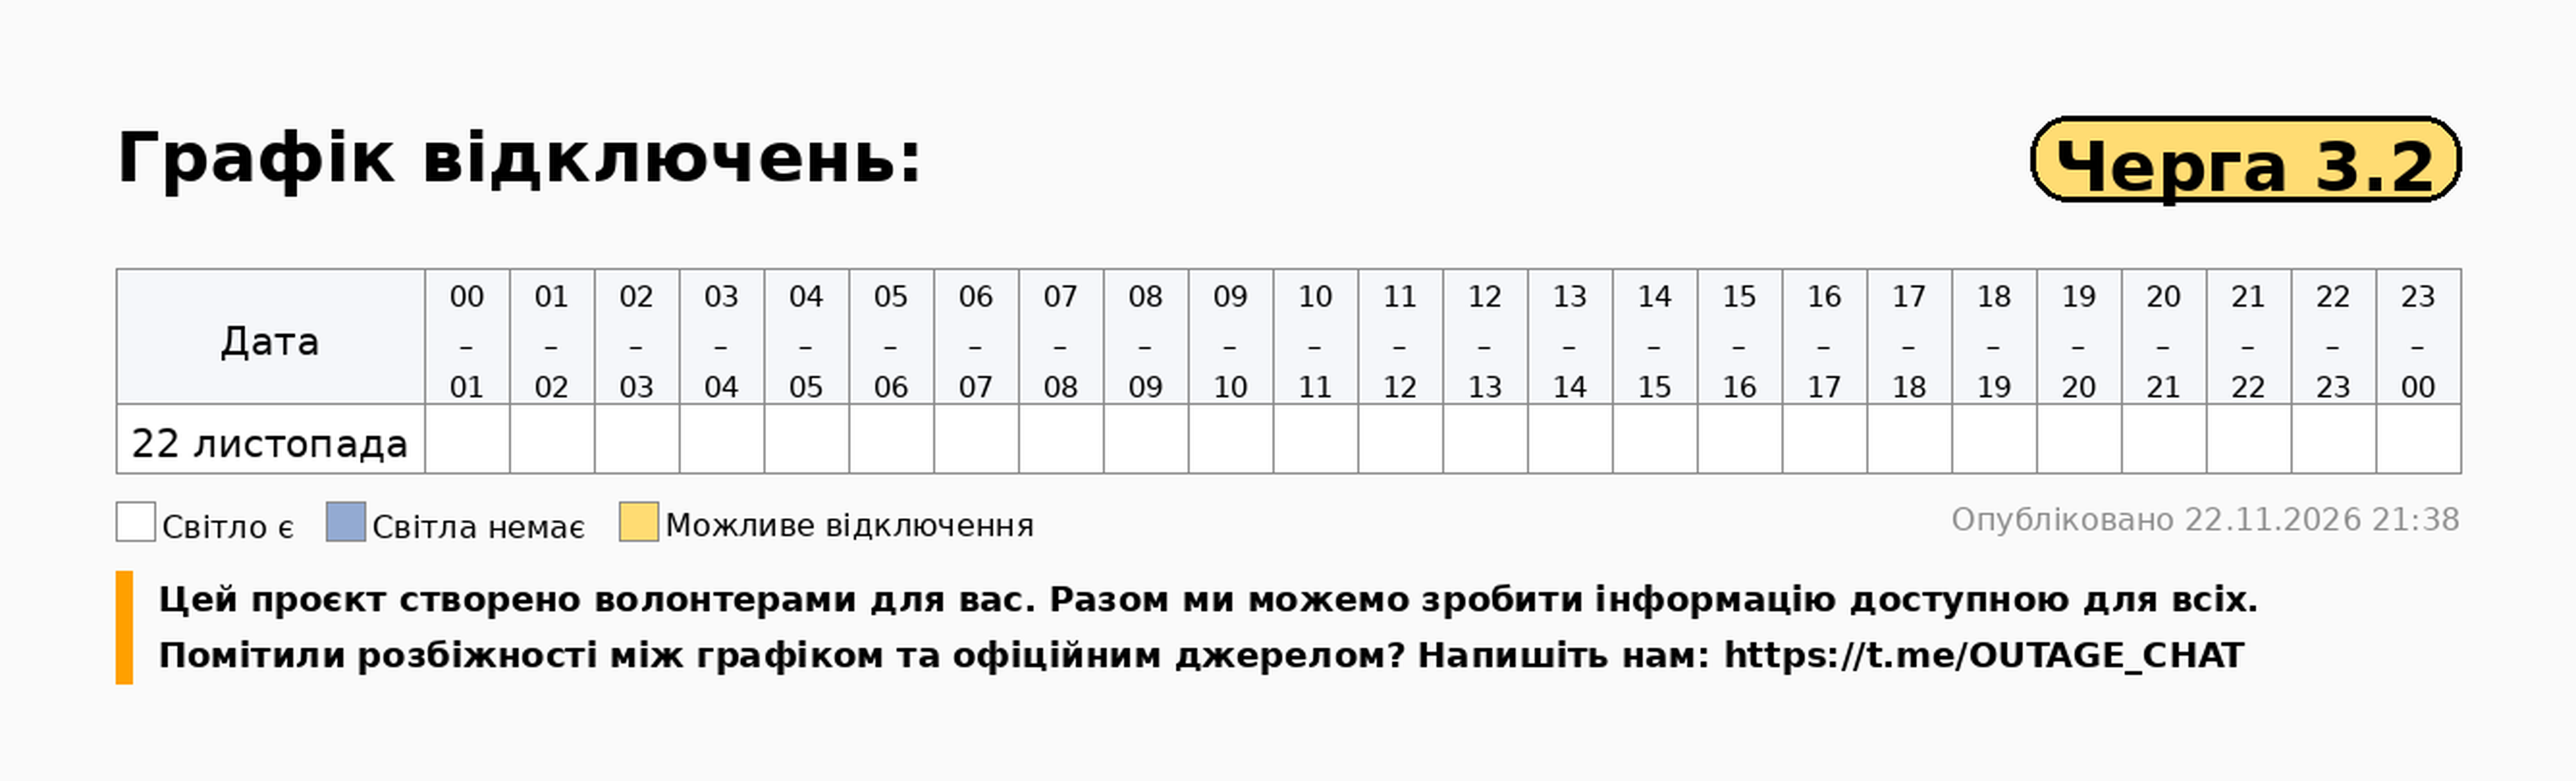 Графік відключень:
Черга 3.2
Дата
00 – 01
01 – 02
02 – 03
03 – 04
04 – 05
05 – 06
06 – 07
07 – 08
08 – 09
09 – 10
10 – 11
11 – 12
12 – 13
13 – 14
14 – 15
15 – 16
16 – 17
17 – 18
18 – 19
19 – 20
20 – 21
21 – 22
22 – 23
23 – 00
22 листопада
Світло є
Світла немає
Можливе відключення
Опубліковано 22.11.2026 21:38
Цей проєкт створено волонтерами для вас. Разом ми можемо зробити інформацію доступною для всіх.
Помітили розбіжності між графіком та офіційним джерелом? Напишіть нам: https://t.me/OUTAGE_CHAT